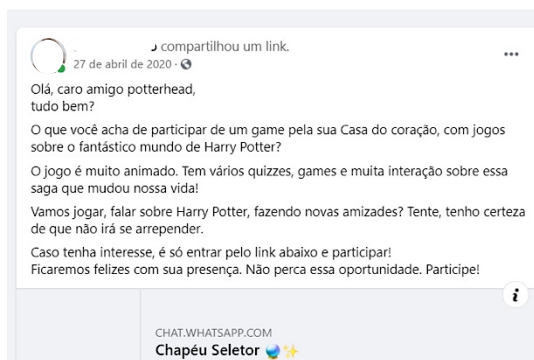 compartilhou um link.
27 de abril de 2020 ·
Olá, caro amigo potterhead,
tudo bem?
O que você acha de participar de um game pela sua Casa do coração, com jogos
sobre o fantástico mundo de Harry Potter?
O jogo é muito animado. Tem vários quizzes, games e muita interação sobre essa
saga que mudou nossa vida!
Vamos jogar, falar sobre Harry Potter, fazendo novas amizades? Tente, tenho certeza
de que não irá se arrepender.
Caso tenha interesse, é só entrar pelo link abaixo e participar!
Ficaremos felizes com sua presença. Não perca essa oportunidade. Participe!
CHAT.WHATSAPP.COM
Chapéu Seletor 🔮✨